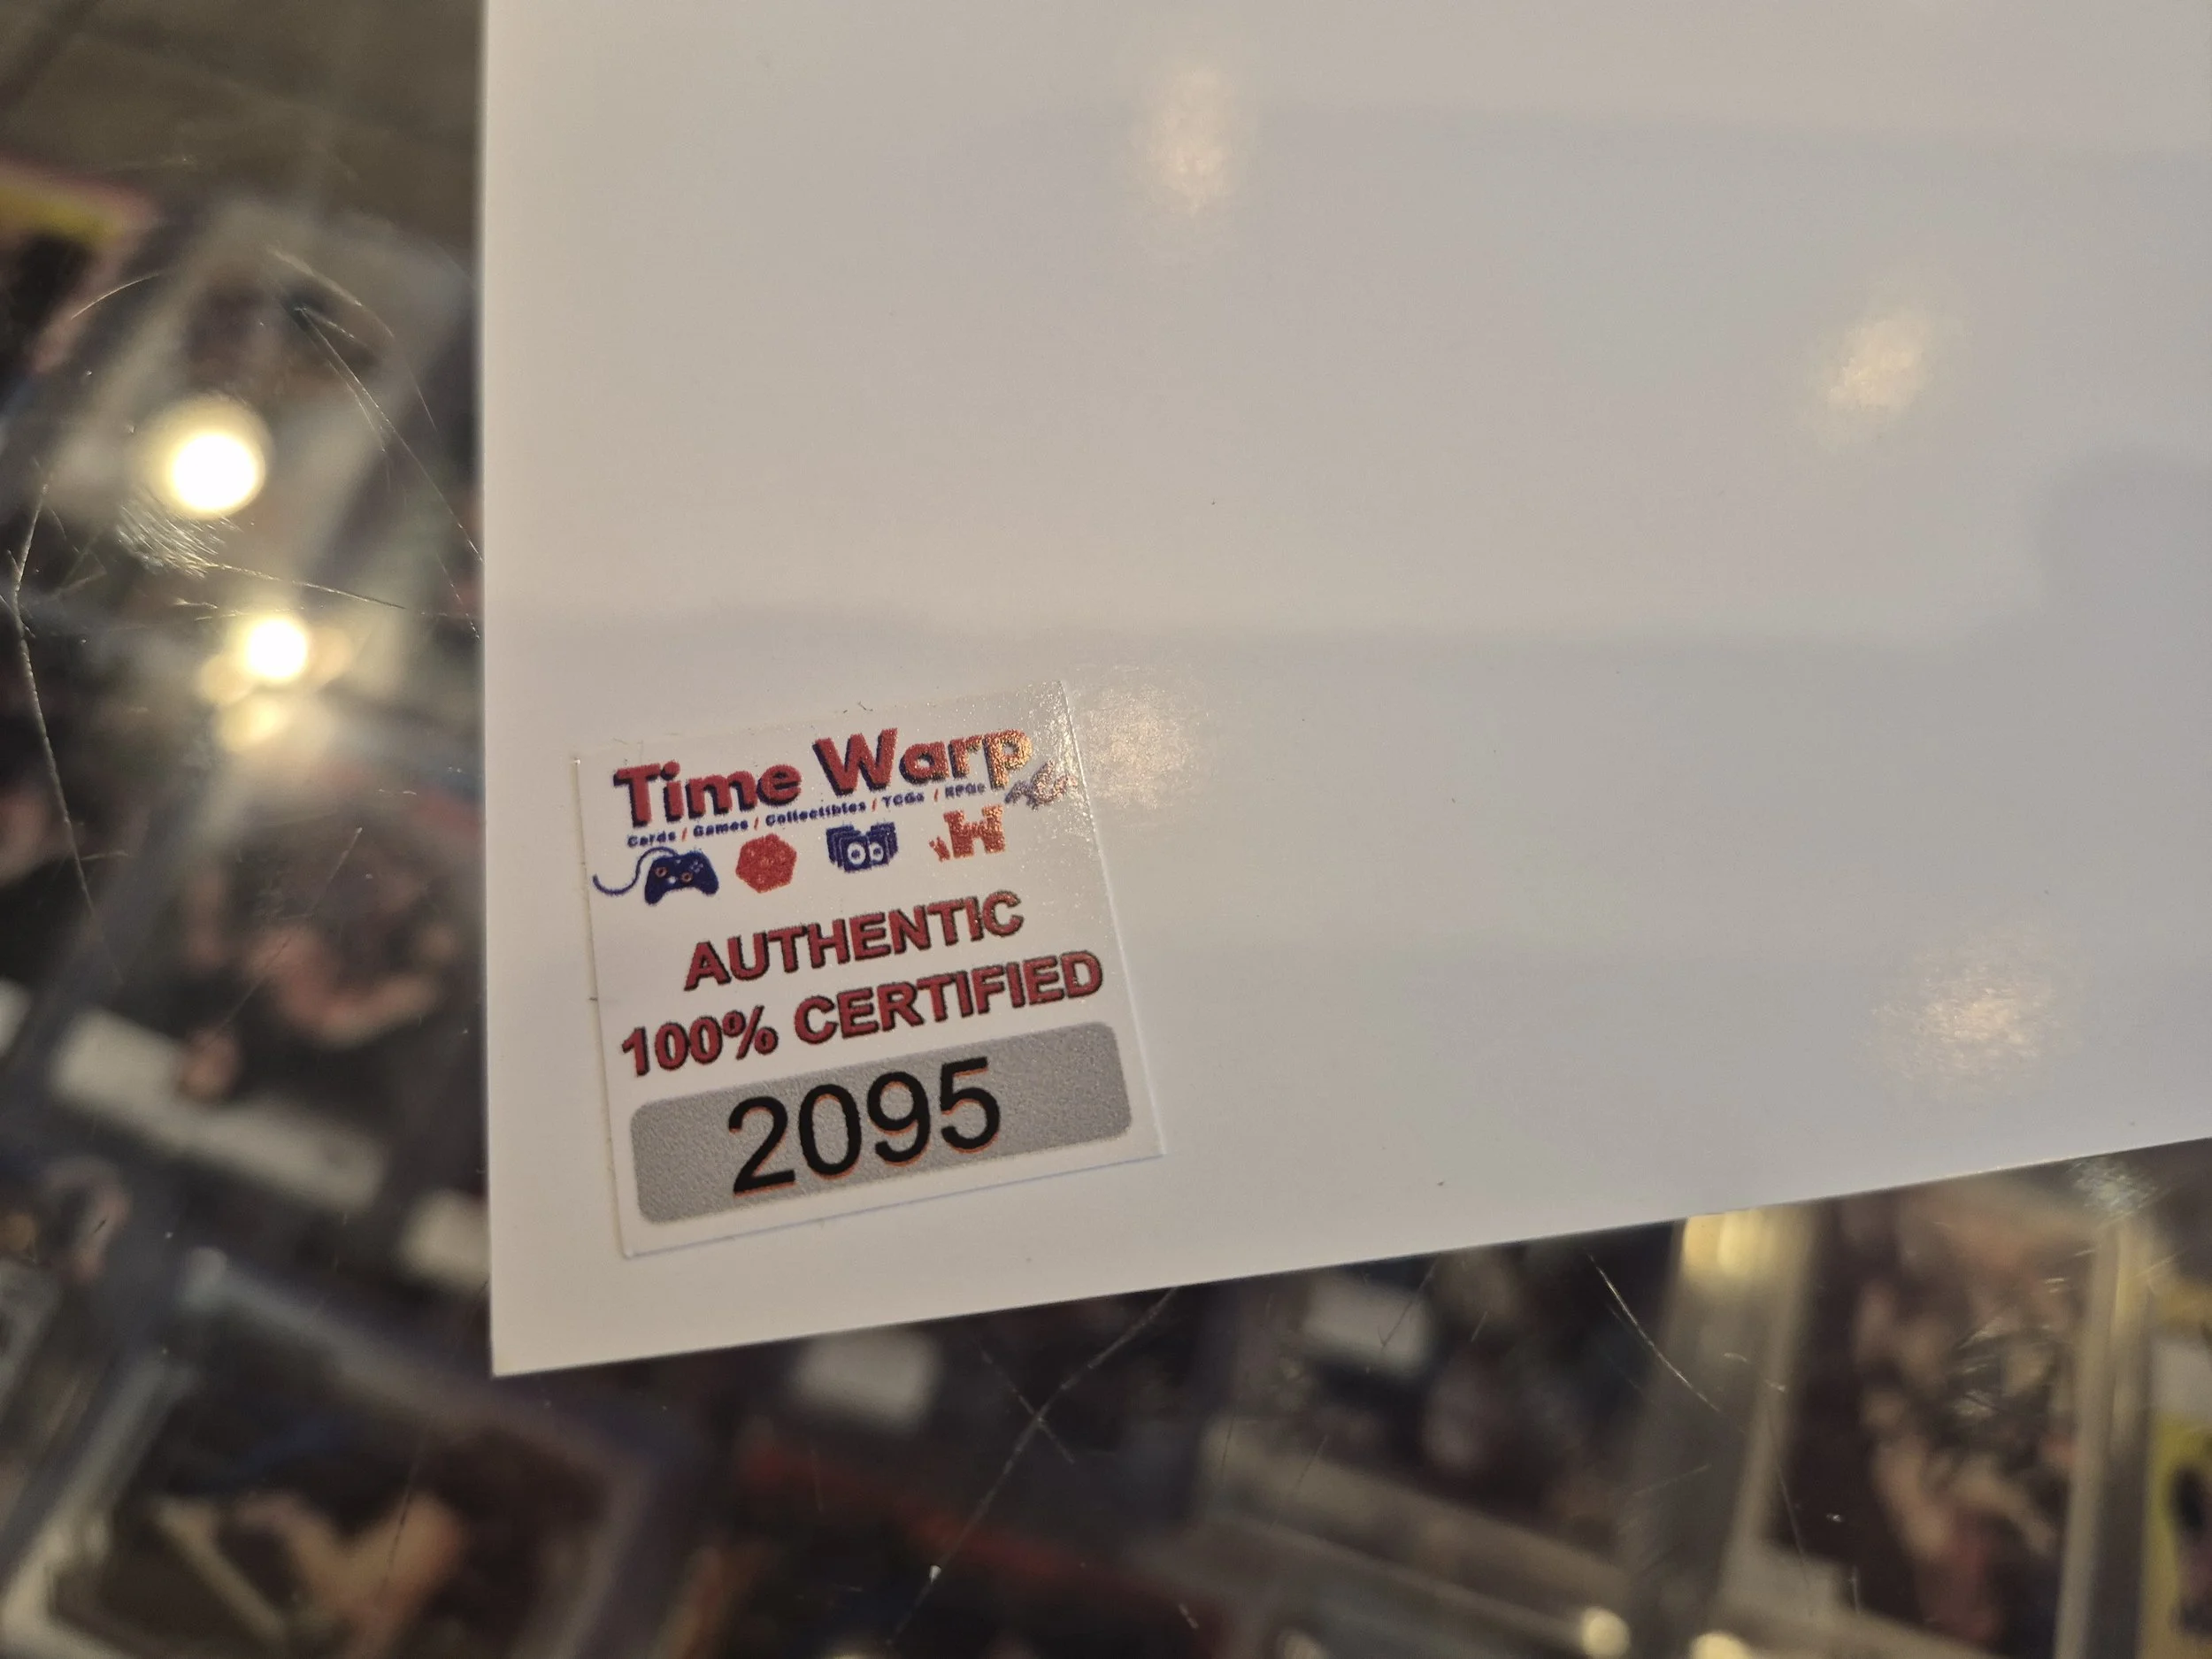 Time Warp
Cards / Games / Collectibles / TCGs / RPGs
AUTHENTIC
100% CERTIFIED
2095